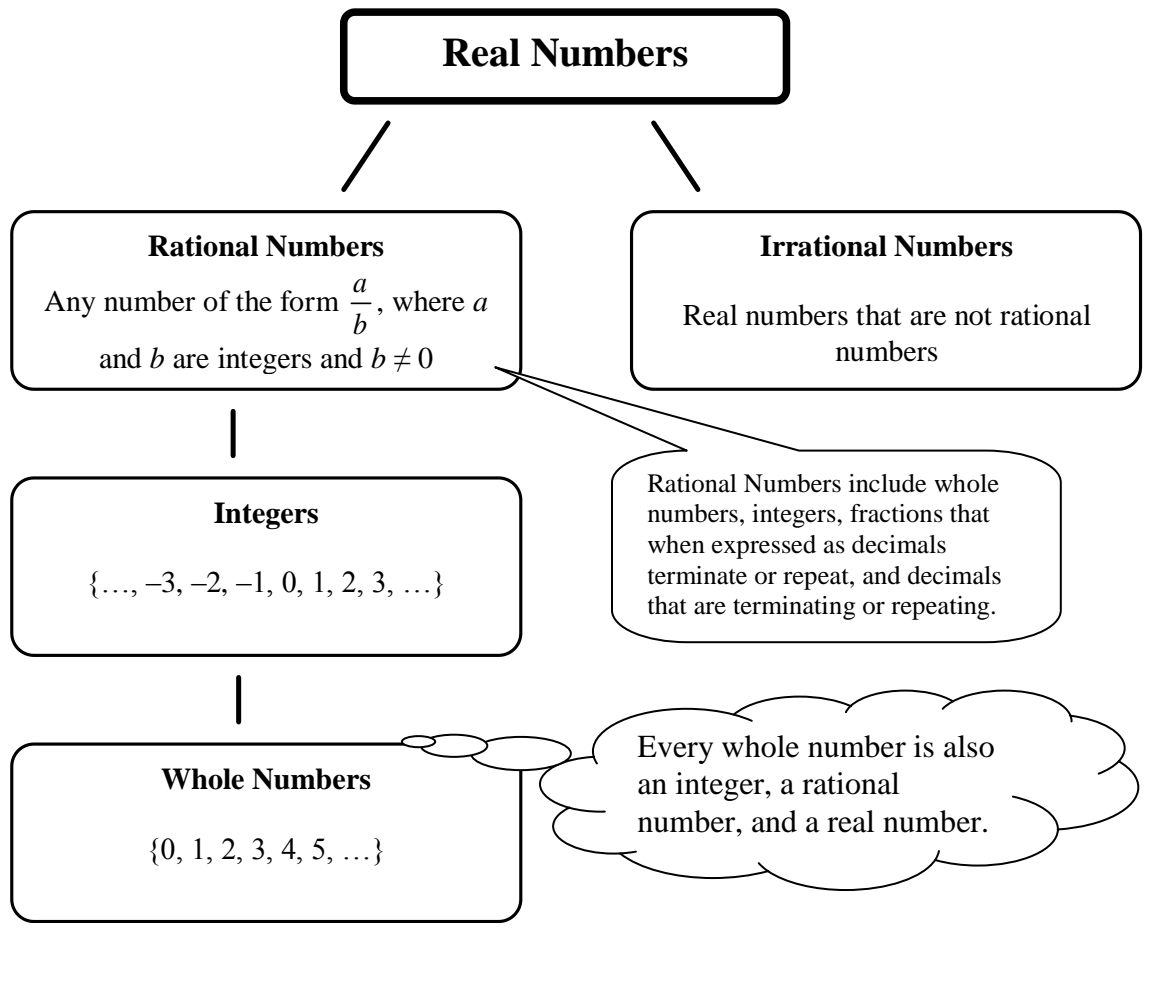 Real Numbers
Rational Numbers
Any number of the form a/b, where a
and b are integers and b ≠ 0
Irrational Numbers
Real numbers that are not rational
numbers
Integers
{…, –3, –2, –1, 0, 1, 2, 3, …}
Rational Numbers include whole
numbers, integers, fractions that
when expressed as decimals
terminate or repeat, and decimals
that are terminating or repeating.
Whole Numbers
{0, 1, 2, 3, 4, 5, …}
Every whole number is also
an integer, a rational
number, and a real number.